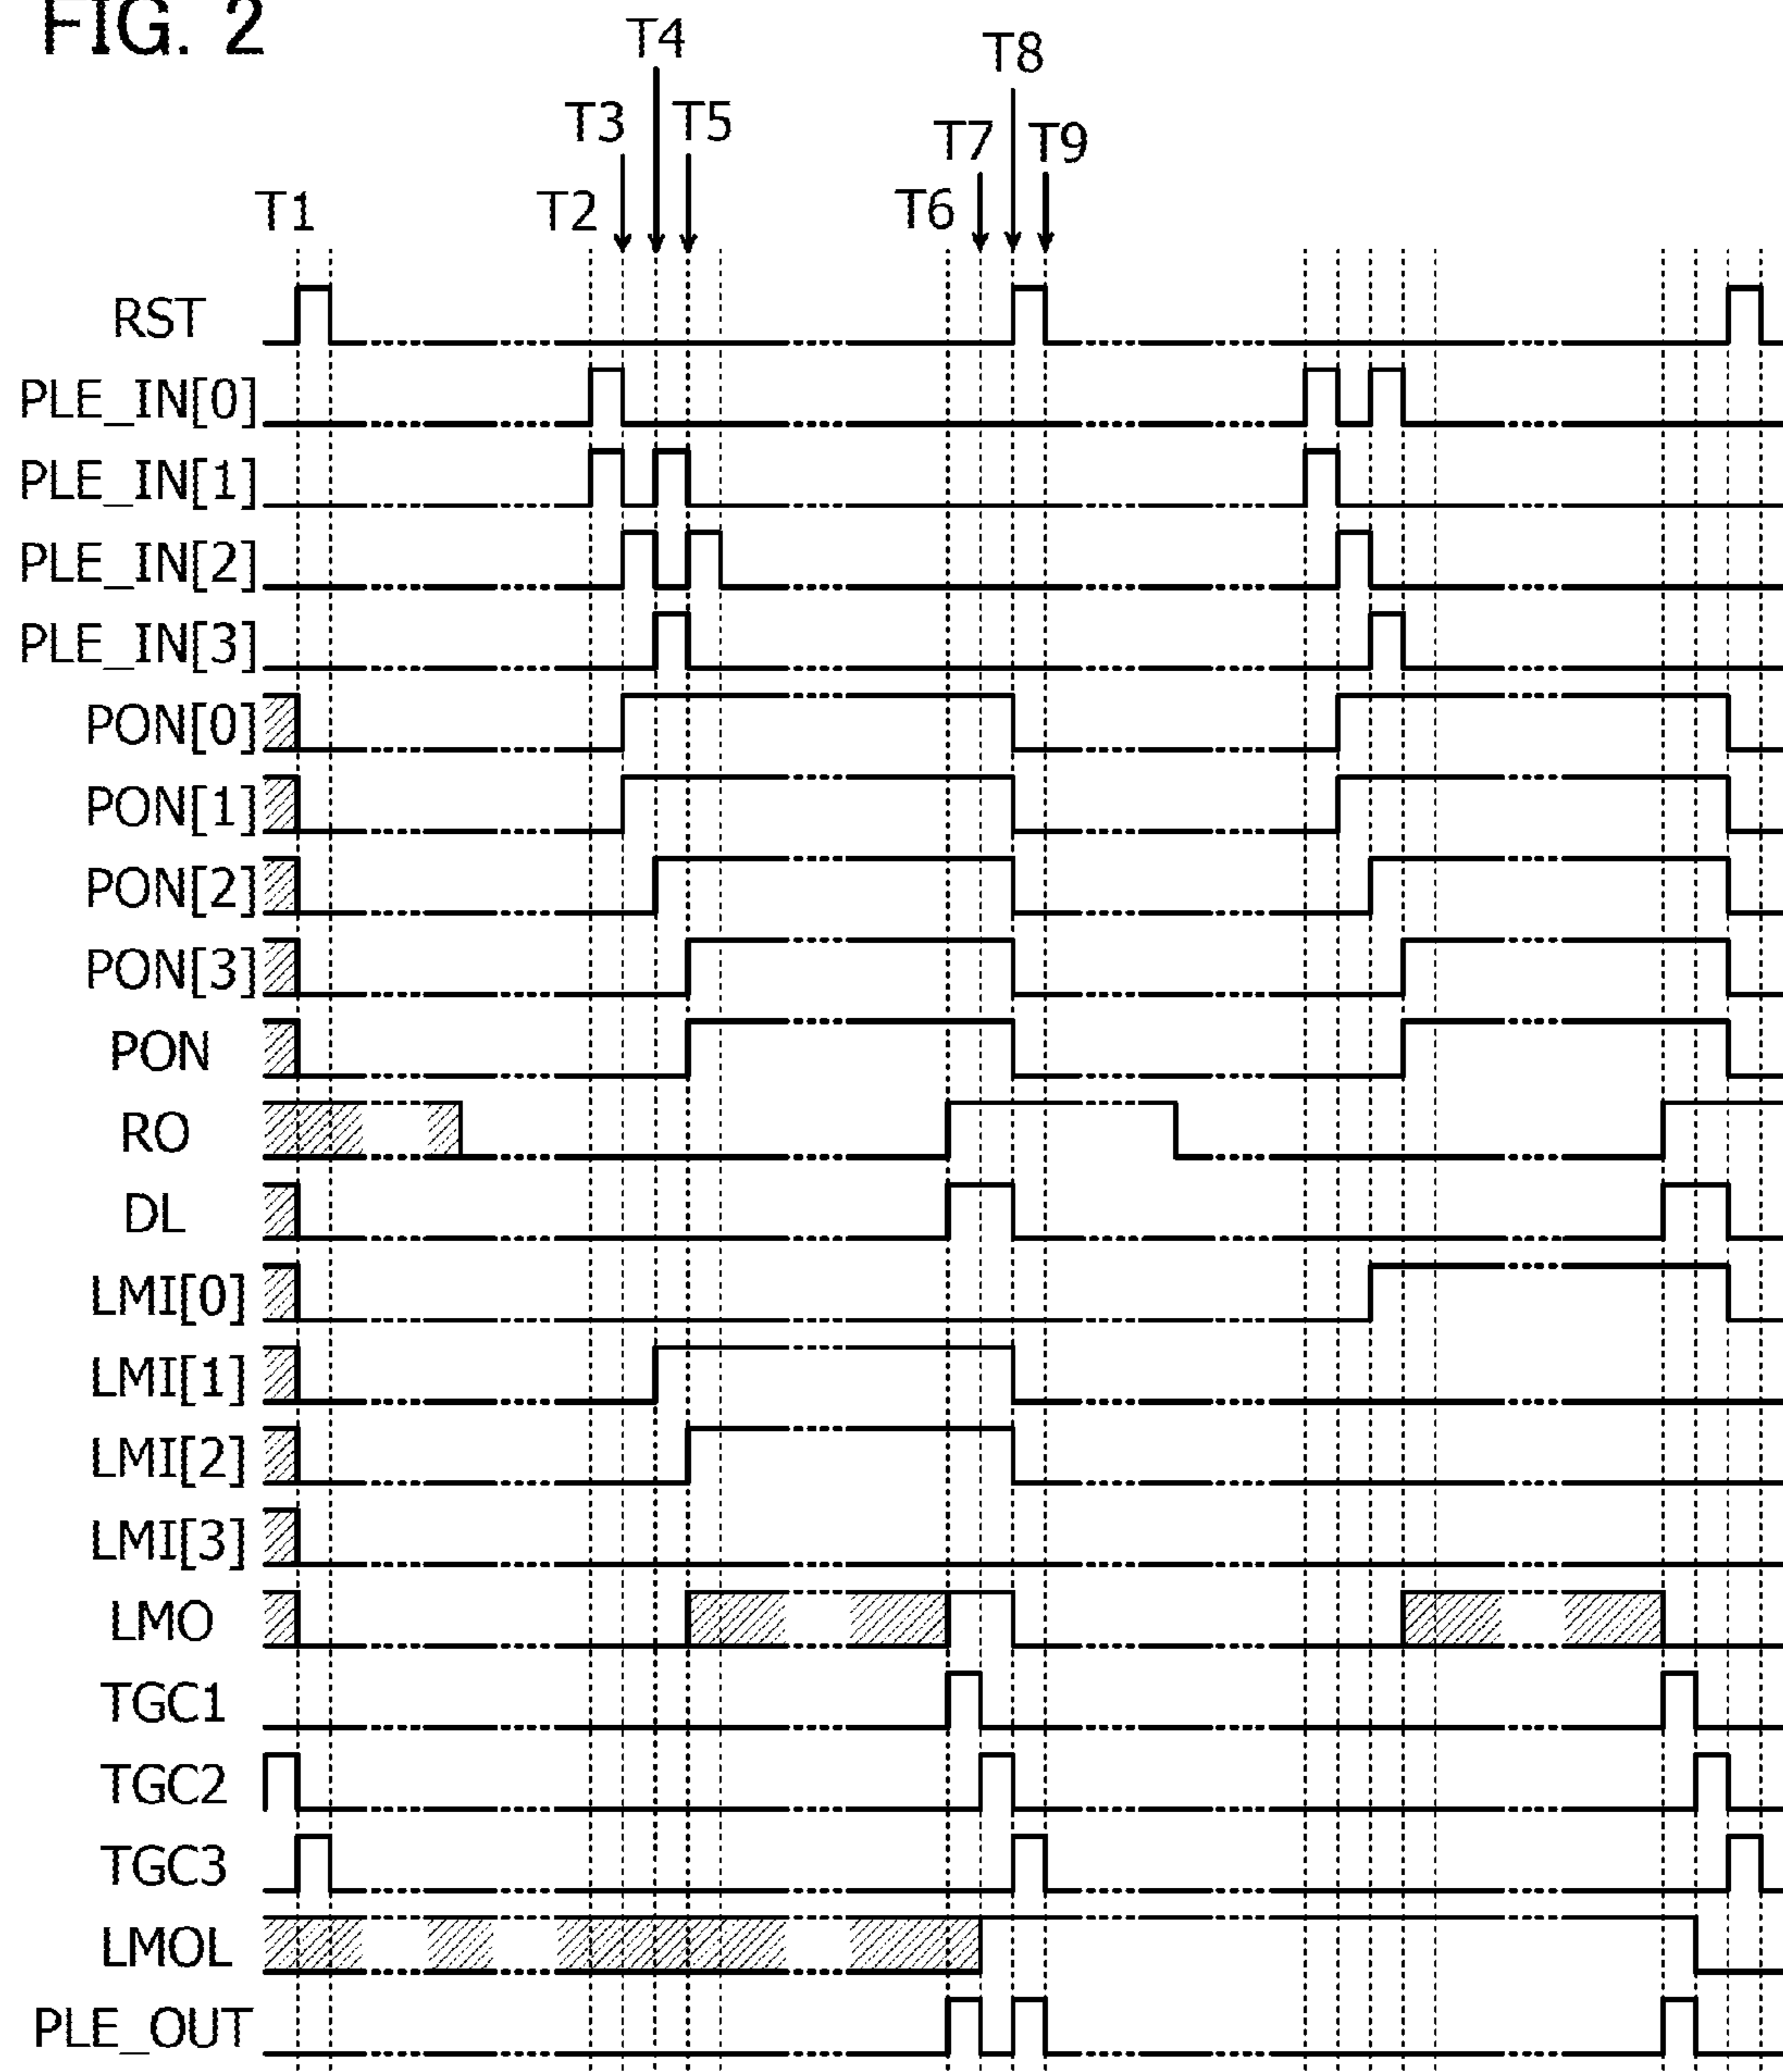 FIG. 2
T4
T8
T3
T5
T7
T9
T1
T2
T6
RST
PLE_IN[0]
PLE_IN[1]
PLE_IN[2]
PLE_IN[3]
PON[0]
PON[1]
PON[2]
PON[3]
PON
RO
DL
LMI[0]
LMI[1]
LMI[2]
LMI[3]
LMO
TGC1
TGC2
TGC3
LMOL
PLE_OUT